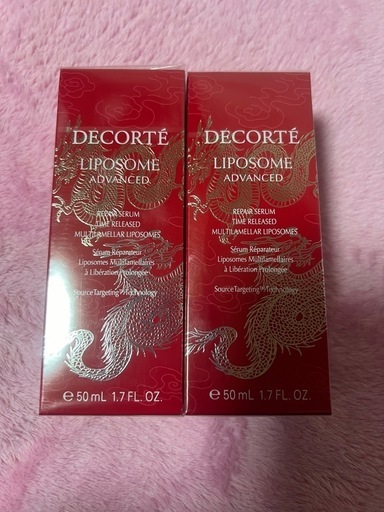 DECORTÉ
LIPOSOME
ADVANCED
REPAIR SERUM
TIME RELEASED
MULTILAMELLAR LIPOSOMES
Sérum Réparateur
Liposomes Multilamellaires
à Libération Prolongée
SourceTargeting™Technology
℮ 50 mL 1.7 FL. OZ.
DECORTÉ
LIPOSOME
ADVANCED
REPAIR SERUM
TIME RELEASED
MULTILAMELLAR LIPOSOMES
Sérum Réparateur
Liposomes Multilamellaires
à Libération Prolongée
SourceTargeting™Technology
℮ 50 mL 1.7 FL. OZ.